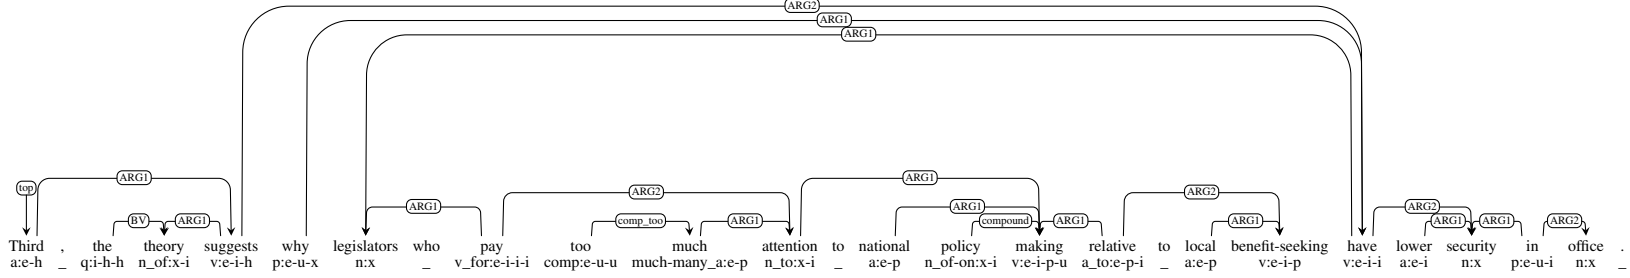 ARG2
ARG1
ARG1
ARG1 ARG1
top ARG2 ARG2
ARG1 ARG1 ARG2
BV ARG1 comp_too ARG1 compound ARG1 ARG1 ARG1 ARG1 ARG2
Third , the theory suggests why legislators who pay too much attention to national policy making relative to local benefit-seeking have lower security in office .
a:e-h _ q:i-h-h n_of:x-i v:e-i-h p:e-u-x n:x _ v_for:e-i-i-i comp:e-u-u much-many_a:e-p n_to:x-i _ a:e-p n_of-on:x-i v:e-i-p-u a_to:e-p-i _ a:e-p v:e-i-p v:e-i-i a:e-i n:x p:e-u-i n:x _